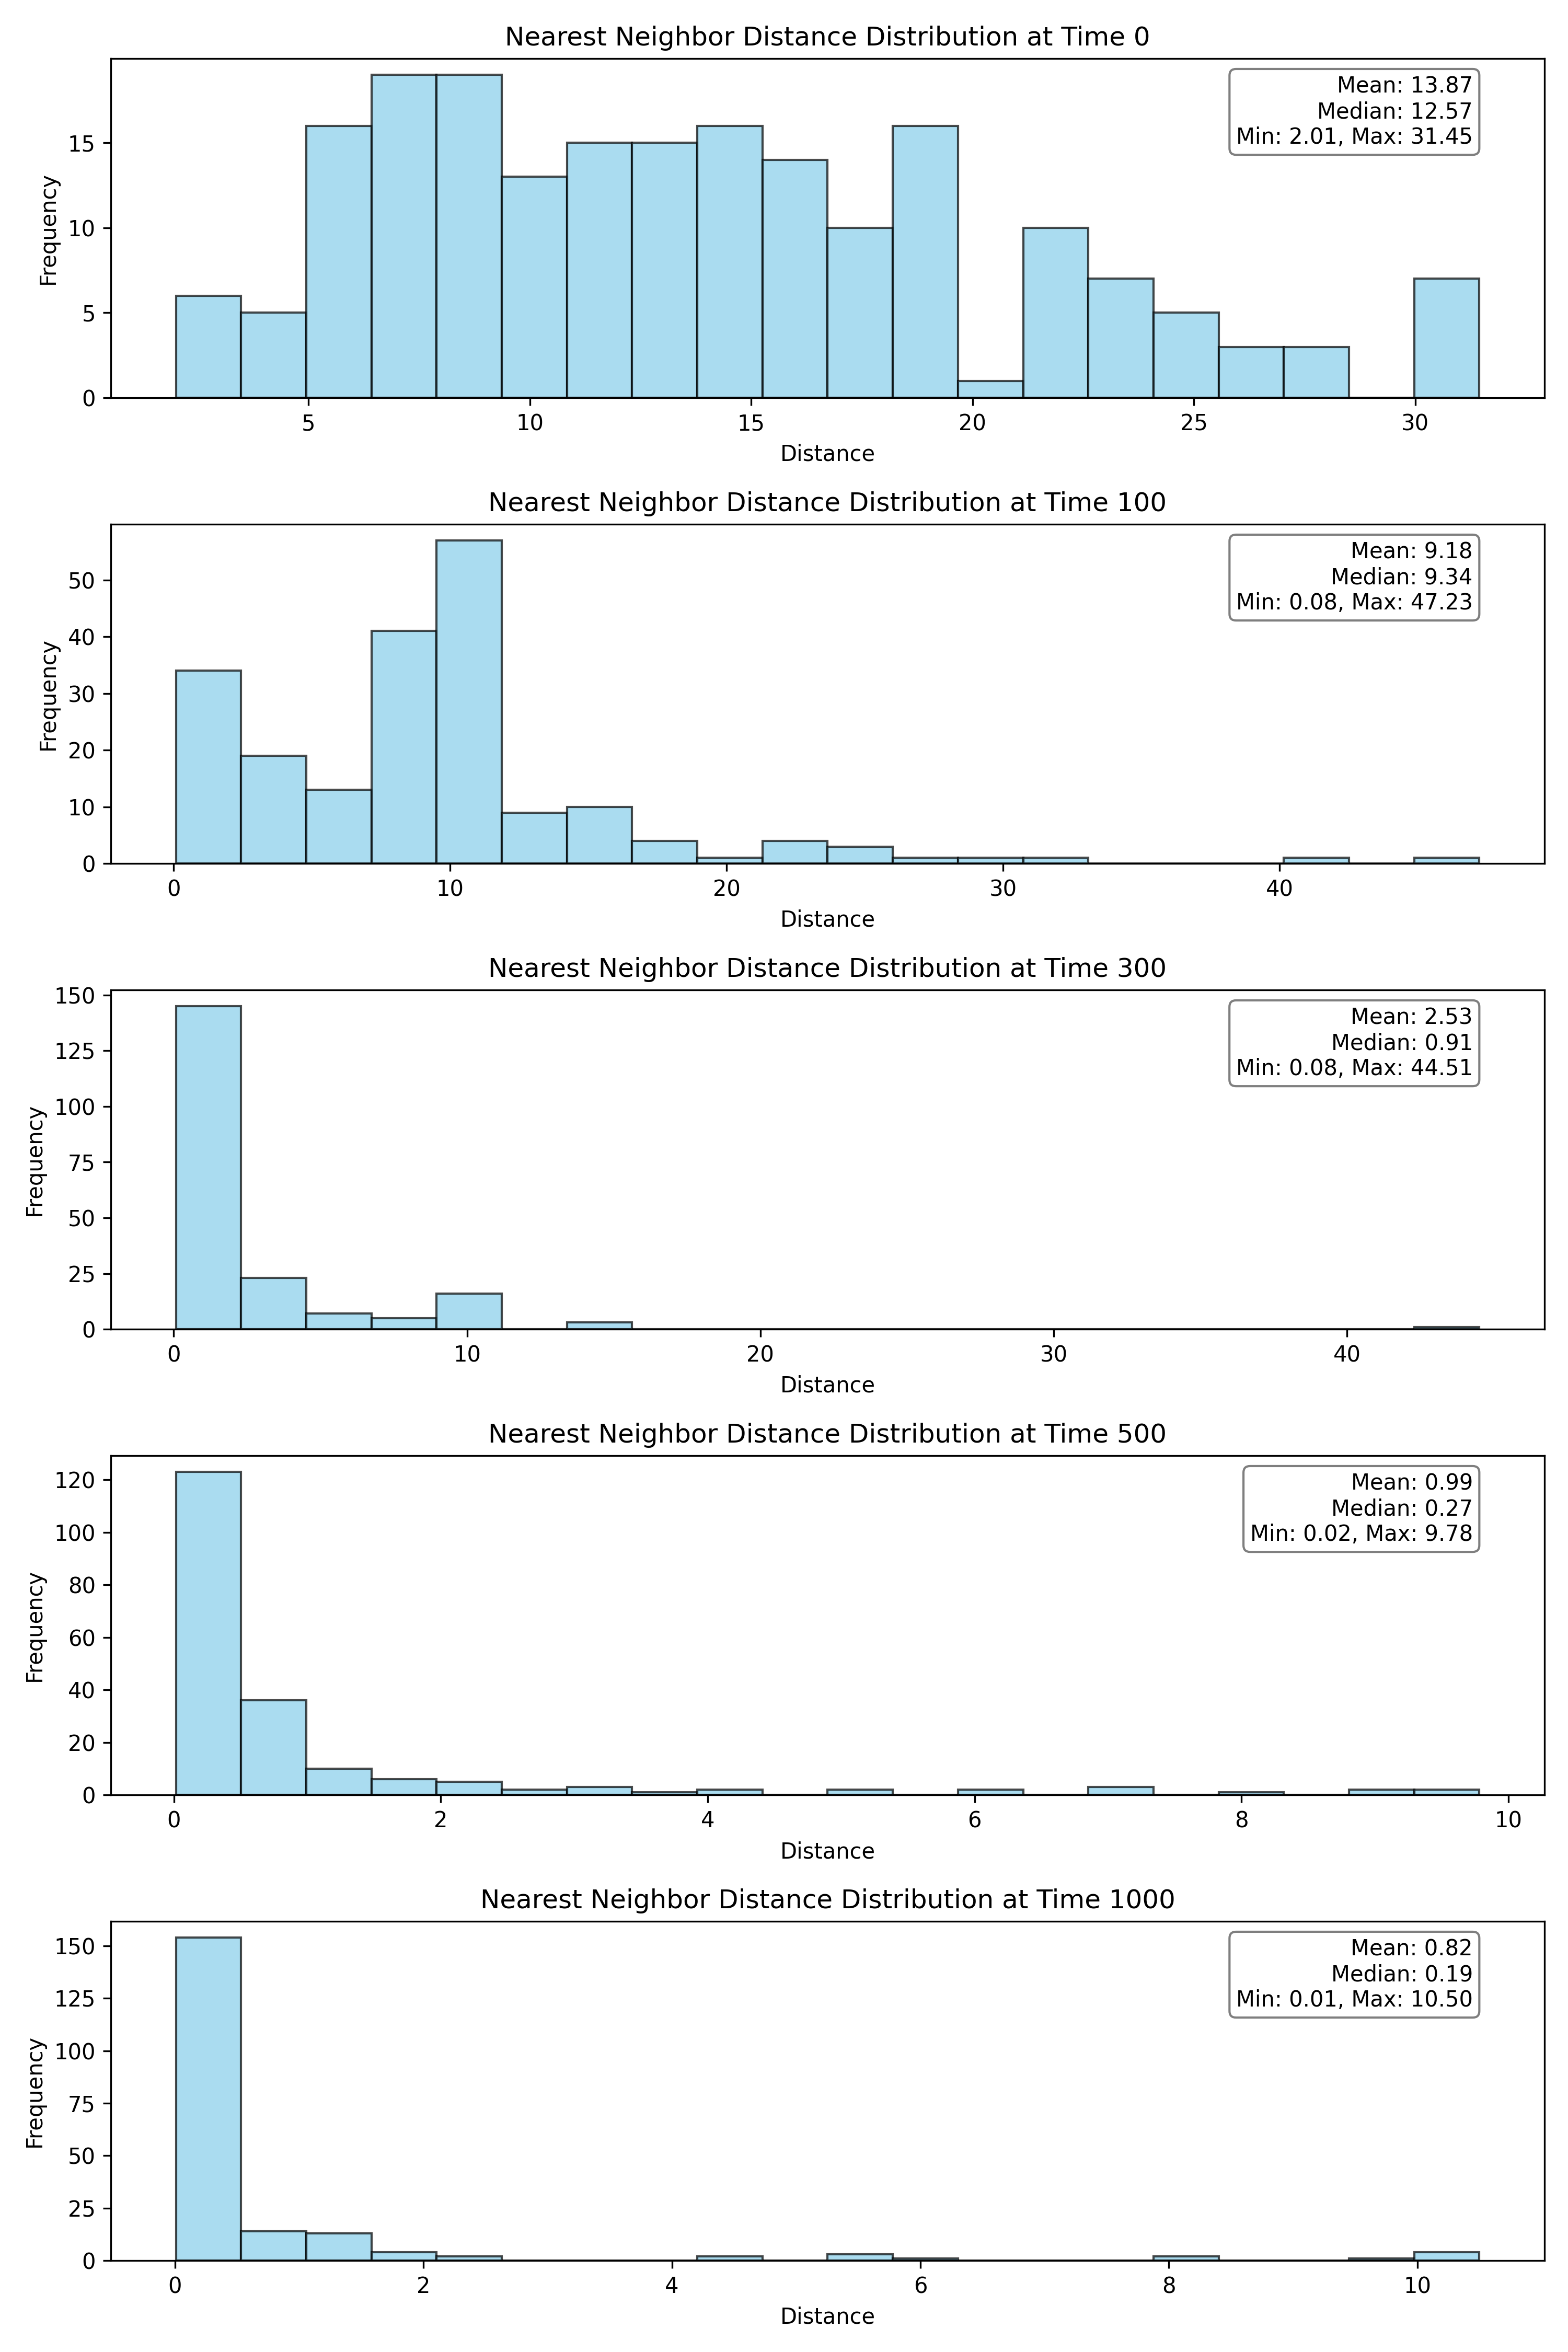 Nearest Neighbor Distance Distribution at Time 0
Mean: 13.87
Median: 12.57
Min: 2.01, Max: 31.45
Frequency
15
10
5
0
5 10 15 20 25 30
Distance
Nearest Neighbor Distance Distribution at Time 100
Mean: 9.18
Median: 9.34
Min: 0.08, Max: 47.23
Frequency
50
40
30
20
10
0
0 10 20 30 40
Distance
Nearest Neighbor Distance Distribution at Time 300
Mean: 2.53
Median: 0.91
Min: 0.08, Max: 44.51
Frequency
150
125
100
75
50
25
0
0 10 20 30 40
Distance
Nearest Neighbor Distance Distribution at Time 500
Mean: 0.99
Median: 0.27
Min: 0.02, Max: 9.78
Frequency
120
100
80
60
40
20
0
0 2 4 6 8 10
Distance
Nearest Neighbor Distance Distribution at Time 1000
Mean: 0.82
Median: 0.19
Min: 0.01, Max: 10.50
Frequency
150
125
100
75
50
25
0
0 2 4 6 8 10
Distance